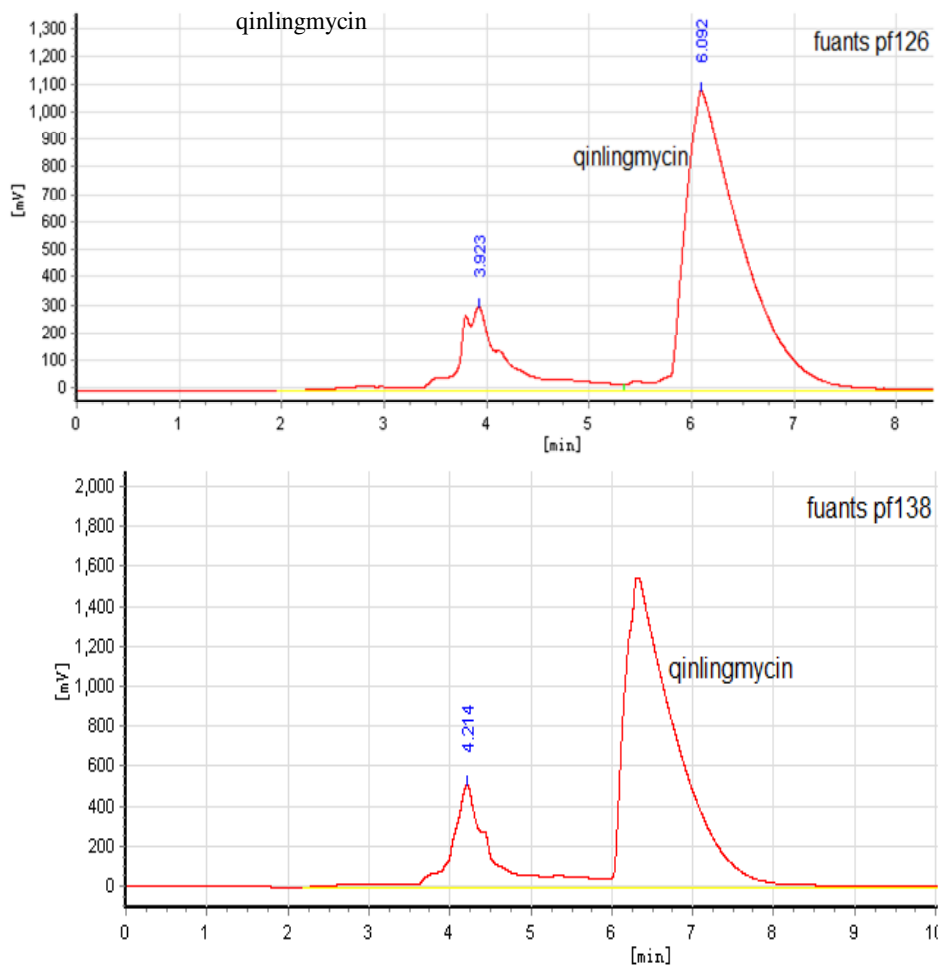 qinlingmycin
1,300
1,200
1,100
1,000
900
800
700
600
500
400
300
200
100
0
[mV]
fuants pf126
6.092
qinlingmycin
3.923
0 1 2 3 4 5 6 7 8
[min]
2,000
1,800
1,600
1,400
1,200
1,000
800
600
400
200
0
[mV]
fuants pf138
qinlingmycin
4.214
0 1 2 3 4 5 6 7 8 9 10
[min]